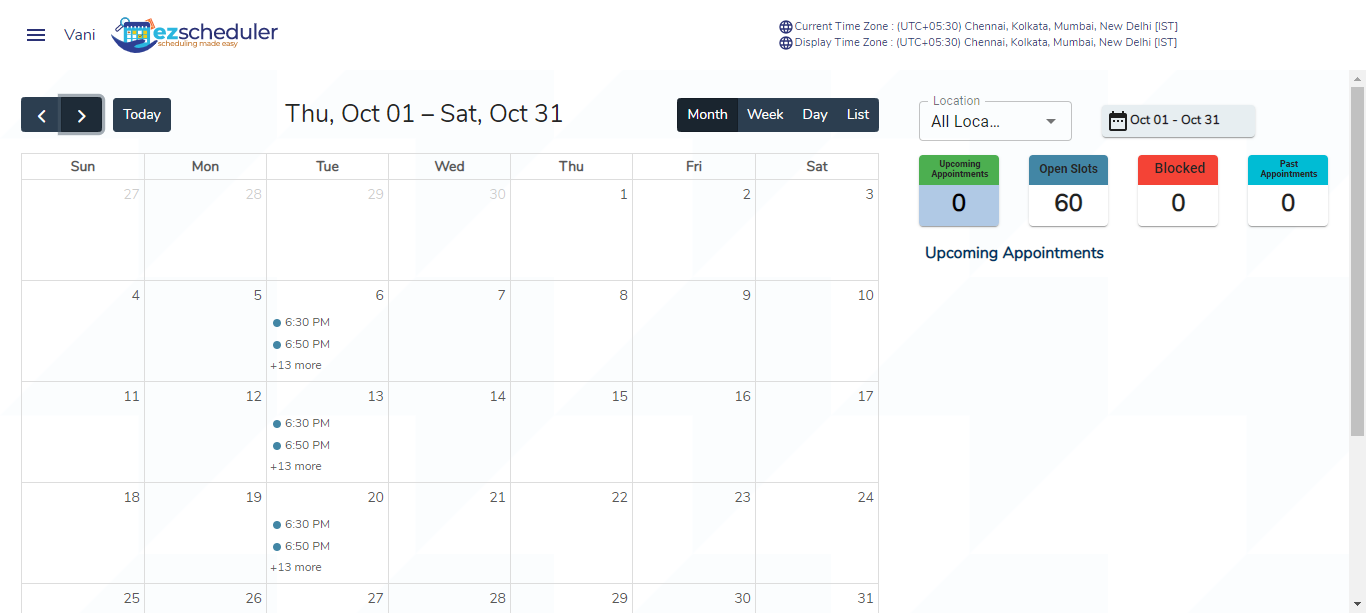 Vani
ezscheduler
scheduling made easy
Current Time Zone : (UTC+05:30) Chennai, Kolkata, Mumbai, New Delhi [IST]
Display Time Zone : (UTC+05:30) Chennai, Kolkata, Mumbai, New Delhi [IST]
Today
Thu, Oct 01 – Sat, Oct 31
Month Week Day List
Sun Mon Tue Wed Thu Fri Sat
27 28 29 30 1 2 3
4 5 6 7 8 9 10
6:30 PM
6:50 PM
+13 more
11 12 13 14 15 16 17
6:30 PM
6:50 PM
+13 more
18 19 20 21 22 23 24
6:30 PM
6:50 PM
+13 more
25 26 27 28 29 30 31
Location
All Loca...
Oct 01 - Oct 31
Upcoming
Appointments
0
Open Slots
60
Blocked
0
Past
Appointments
0
Upcoming Appointments